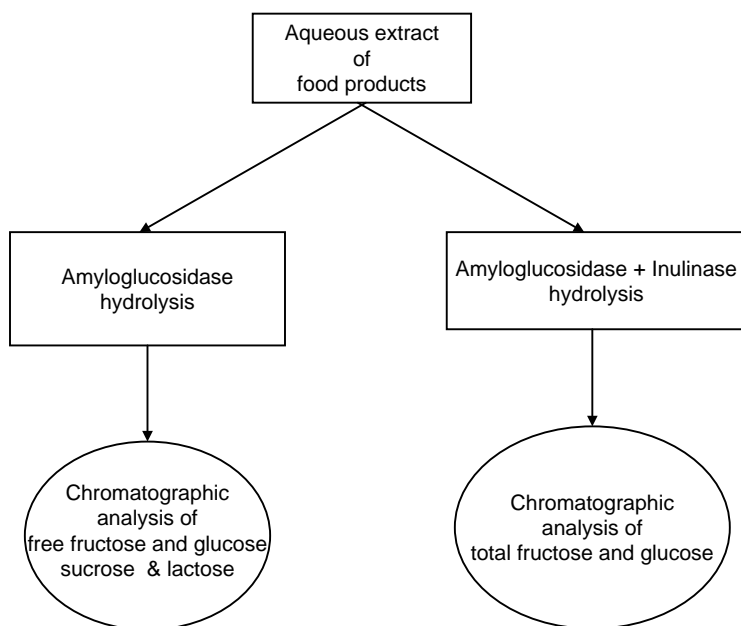 Aqueous extract
of
food products
Amyloglucosidase
hydrolysis
Amyloglucosidase + Inulinase
hydrolysis
Chromatographic
analysis of
free fructose and glucose
sucrose & lactose
Chromatographic
analysis of
total fructose and glucose